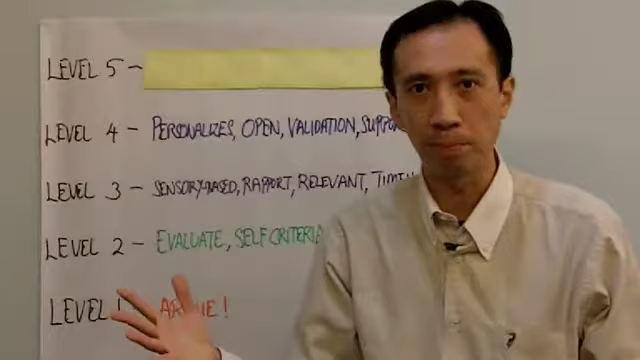 LEVEL 5 –
LEVEL 4 – PERSONALIZES, OPEN, VALIDATION,
LEVEL 3 – SENSORY-BASED, RAPPORT, RELEVANT,
LEVEL 2 – EVALUATE, SELF CRITERIA
LEVEL 1 –